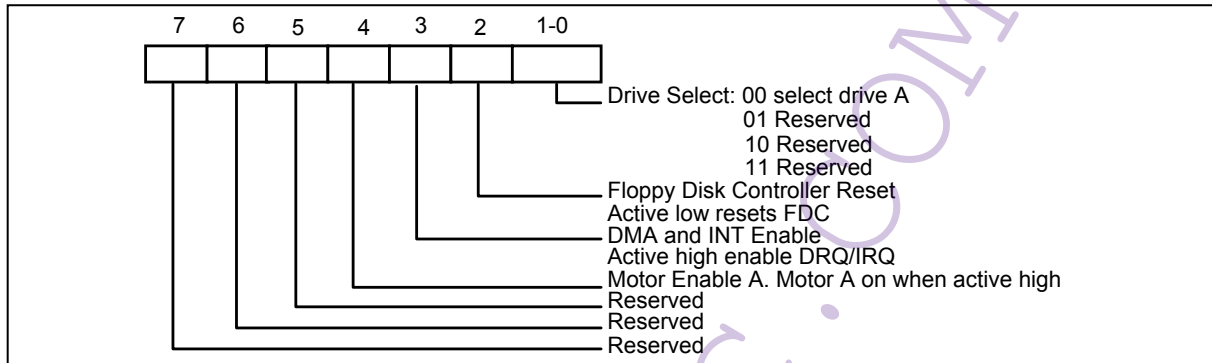 7 6 5 4 3 2 1-0
Drive Select: 00 select drive A
01 Reserved
10 Reserved
11 Reserved
Floppy Disk Controller Reset
Active low resets FDC
DMA and INT Enable
Active high enable DRQ/IRQ
Motor Enable A. Motor A on when active high
Reserved
Reserved
Reserved
.COM